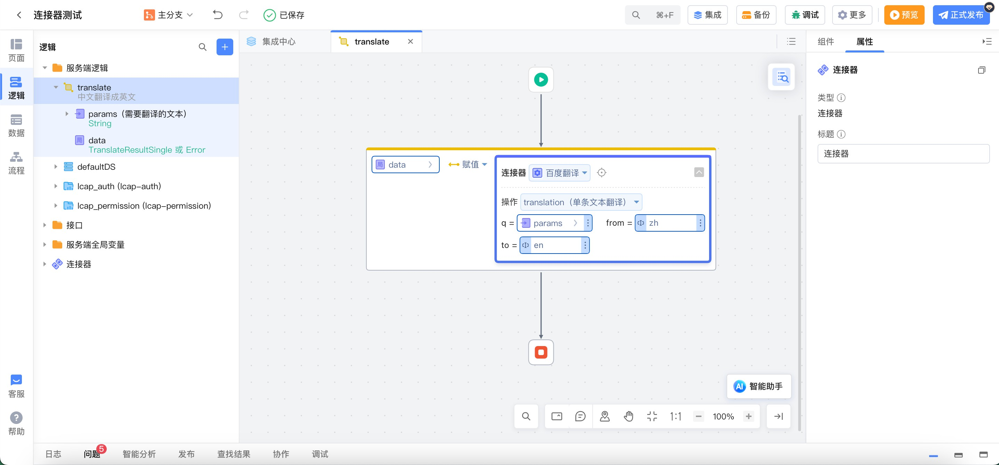 连接器测试
主分支
已保存
⌘+F
集成
备份
调试
更多
预览
正式发布
页面
逻辑
数据
流程
客服
帮助
逻辑
服务端逻辑
translate
中文翻译成英文
params（需要翻译的文本）
String
局 data
TranslateResultSingle 或 Error
defaultDS
lcap_auth (lcap-auth)
lcap_permission (lcap-permission)
接口
服务端全局变量
连接器
集成中心
translate
局 data
赋值
连接器 百度翻译
操作 translation（单条文本翻译）
q = params from = zh
to = en
AI 智能助手
1:1
100%
组件
属性
连接器
类型
连接器
标题
连接器
日志
问题
5
智能分析
发布
查找结果
协作
调试